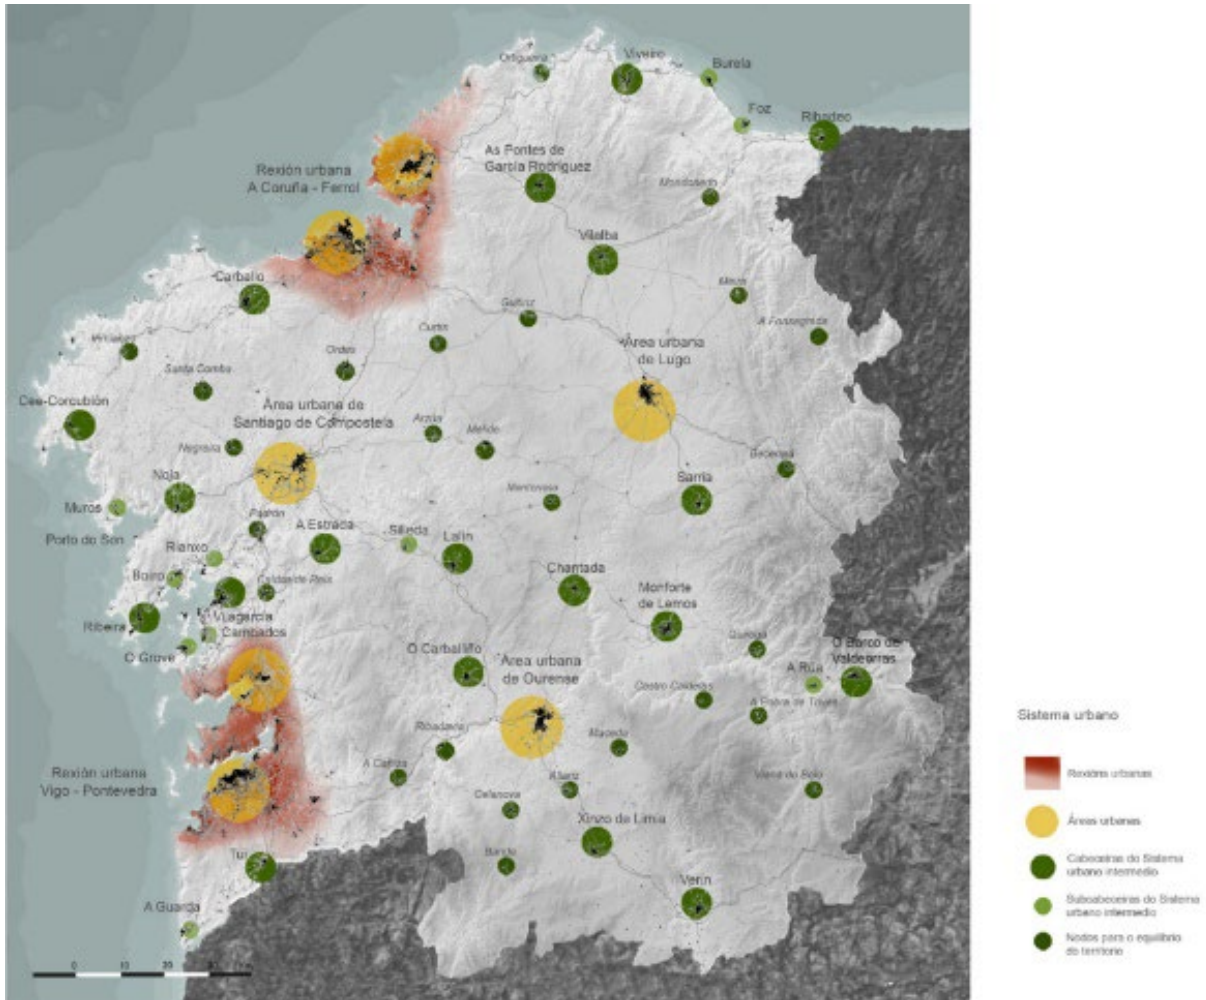 Ortigueira
Viveiro
Burela
Foz
Ribadeo
As Pontes de
García Rodríguez
Rexión urbana
A Coruña - Ferrol
Mondoñedo
Vilalba
Carballo
Meira
Guitiriz
A Fonsagrada
Curtis
Área urbana
de Lugo
Vimianzo
Ordes
Santa Comba
Cee-Corcubión
Área urbana de
Santiago de Compostela
Arzúa
Melide
Negreira
Becerreá
Noia
Sarria
Monterroso
Muros
Padrón
A Estrada
Silleda
Lalín
Porto do Son
Rianxo
Boiro
Caldas de Reis
Chantada
Monforte
de Lemos
Ribeira
Vilagarcía
Cambados
O Grove
O Carballiño
Área urbana
de Ourense
Quiroga
O Barco de
Valdeorras
A Rúa
Castro Caldelas
A Pobra de Trives
Ribadavia
Maceda
A Cañiza
Rexión urbana
Vigo - Pontevedra
Allariz
Viana do Bolo
Celanova
Xinzo de Limia
Tui
Bande
Verín
A Guarda
0 10 20
Sistema urbano
Rexións urbanas
Áreas urbanas
Cabeceiras do Sistema
urbano intermedio
Subcabeceiras do Sistema
urbano intermedio
Nodos para o equilibrio
do territorio